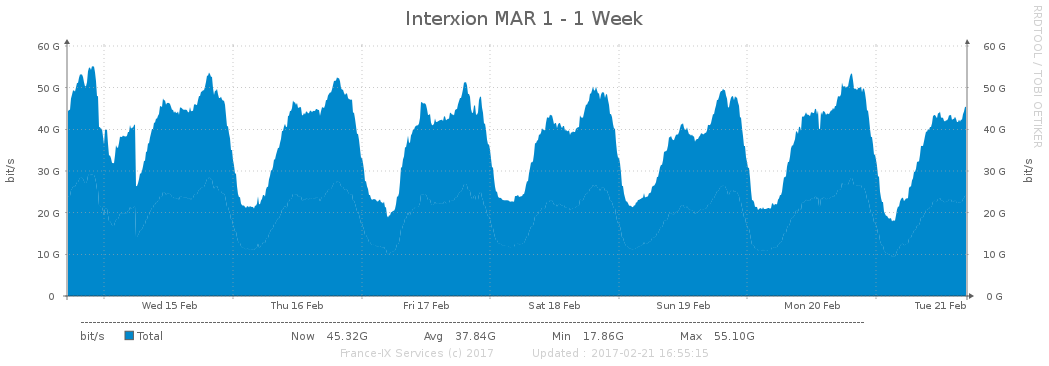 Interxion MAR 1 - 1 Week
RRDTOOL / TOBI OETIKER
bit/s
bit/s
60 G
50 G
40 G
30 G
20 G
10 G
0
60 G
50 G
40 G
30 G
20 G
10 G
0 G
Wed 15 Feb Thu 16 Feb Fri 17 Feb Sat 18 Feb Sun 19 Feb Mon 20 Feb Tue 21 Feb
bit/s Total Now 45.32G Avg 37.84G Min 17.86G Max 55.10G
France-IX Services (c) 2017 Updated : 2017-02-21 16:55:15